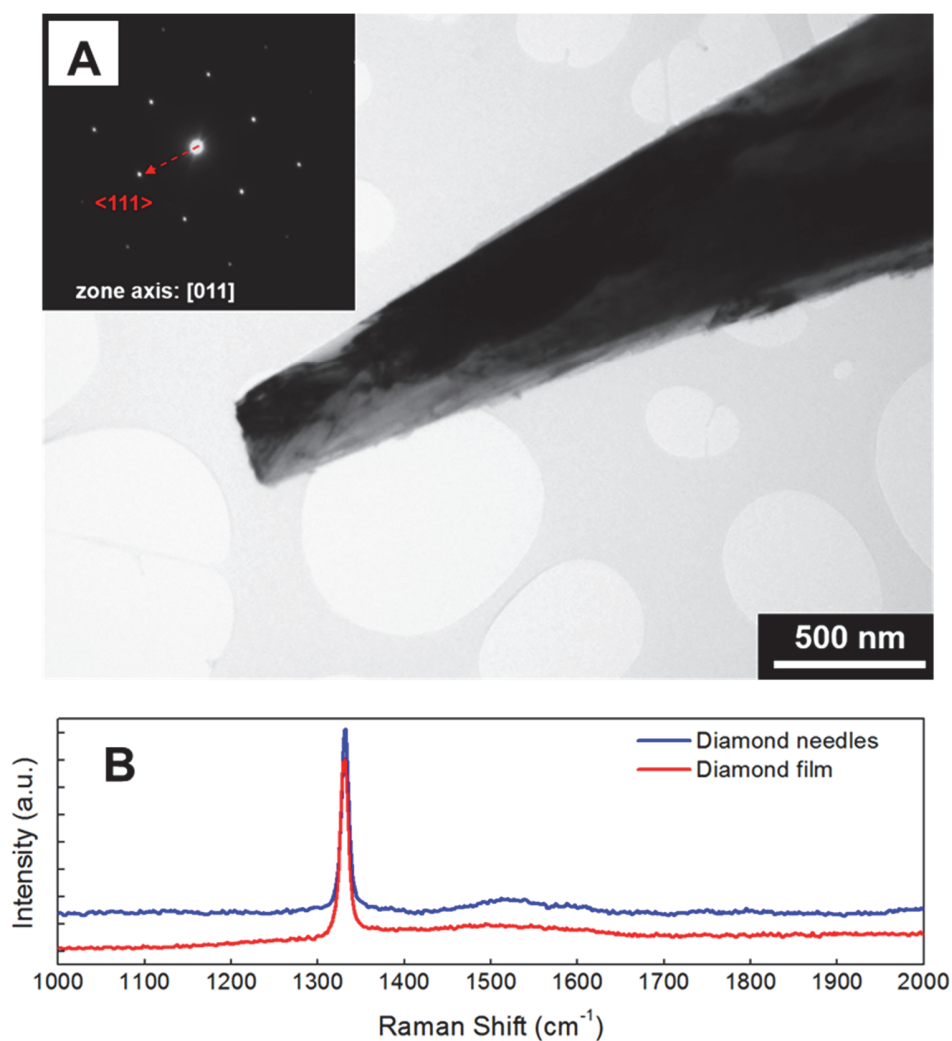 A
<111>
zone axis: [011]
500 nm
B
Diamond needles
Diamond film
Intensity (a.u.)
1000 1100 1200 1300 1400 1500 1600 1700 1800 1900 2000
Raman Shift (cm⁻¹)